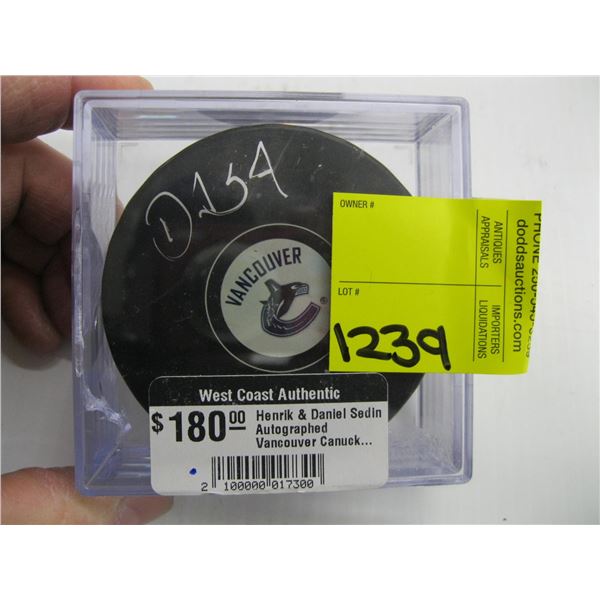 VANCOUVER
OWNER #
ANTIQUES
APPRAISALS
LOT #
IMPORTERS
LIQUIDATIONS
doddsauctions.com
1239
West Coast Authentic
$180.00
Henrik & Daniel Sedin
Autographed
Vancouver Canuck...
2 100000 017300